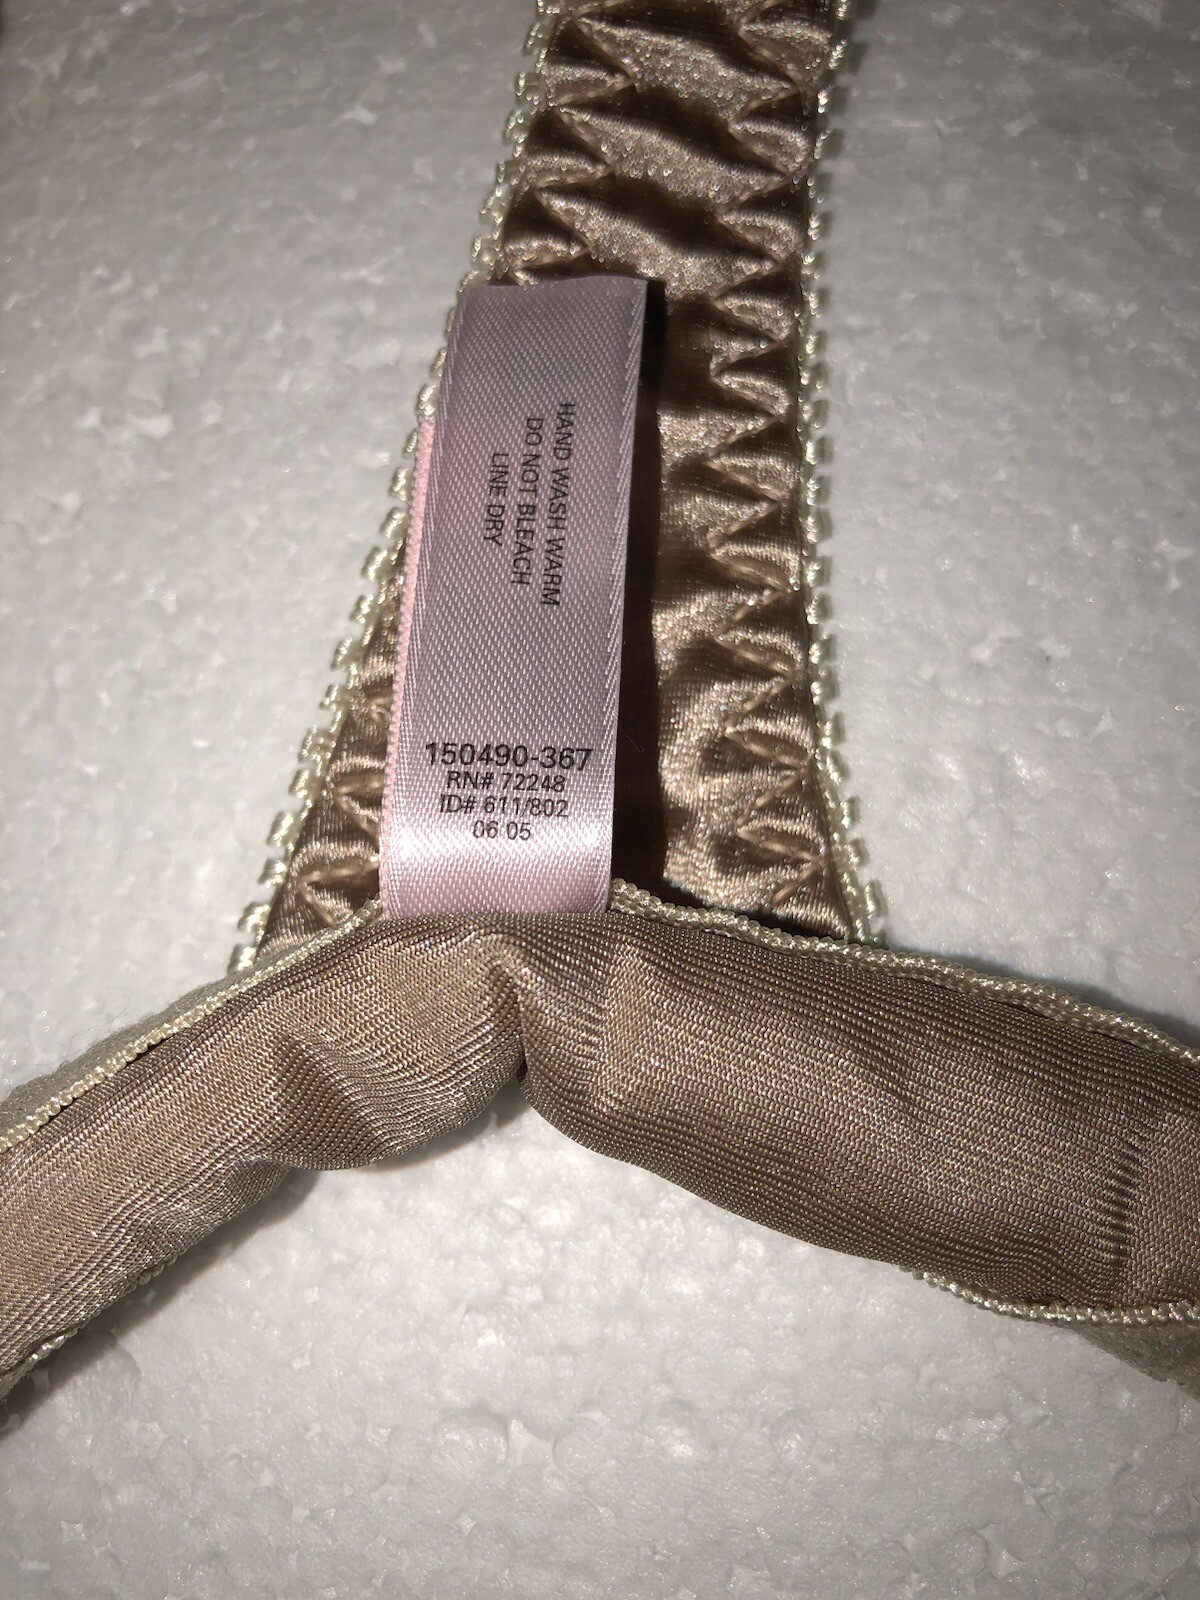 HAND WASH WARM
DO NOT BLEACH
LINE DRY
150490-367
RN# 72248
ID# 611/802
06 05